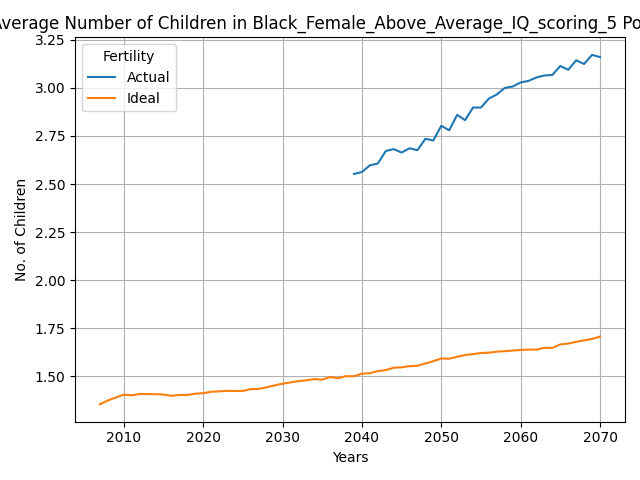 Average Number of Children in Black_Female_Above_Average_IQ_scoring_5 Po
3.25
3.00
2.75
2.50
2.25
2.00
1.75
1.50
No. of Children
Fertility
Actual
Ideal
2010 2020 2030 2040 2050 2060 2070
Years